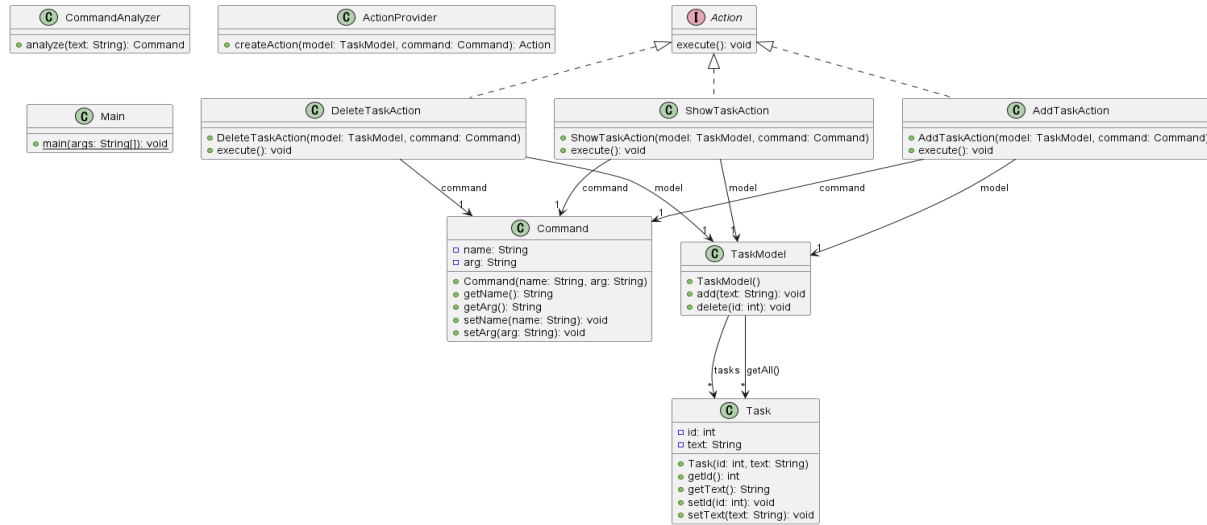 C CommandAnalyzer
analyze(text: String): Command
C ActionProvider
createAction(model: TaskModel, command: Command): Action
I Action
execute(): void
C Main
main(args: String[]): void
C DeleteTaskAction
DeleteTaskAction(model: TaskModel, command: Command)
execute(): void
C ShowTaskAction
ShowTaskAction(model: TaskModel, command: Command)
execute(): void
C AddTaskAction
AddTaskAction(model: TaskModel, command: Command)
execute(): void
command
1
command
1
command
1
model
1
model
1
model
1
C Command
name: String
arg: String
Command(name: String, arg: String)
getName(): String
getArg(): String
setName(name: String): void
setArg(arg: String): void
C TaskModel
TaskModel()
add(text: String): void
delete(id: int): void
tasks
*
getAll()
*
C Task
id: int
text: String
Task(id: int, text: String)
getId(): int
getText(): String
setId(id: int): void
setText(text: String): void